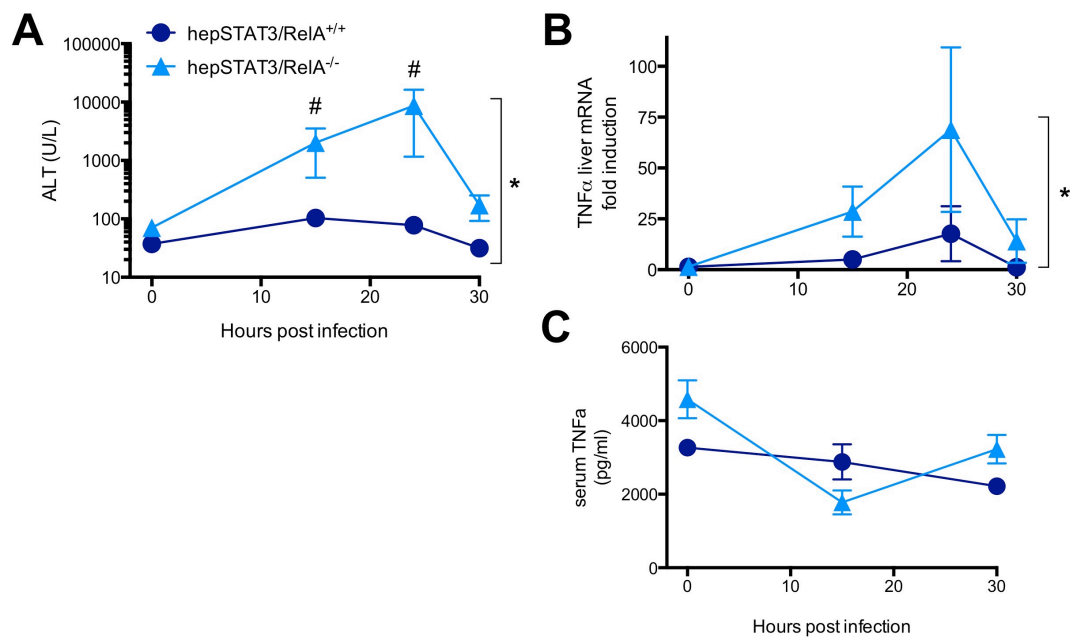 A
hepSTAT3/RelA+/+
hepSTAT3/RelA-/-
100000
10000
1000
100
10
ALT (U/L)
#
#
*
0
10
20
30
Hours post infection
B
TNFα liver mRNA
fold induction
100
75
50
25
0
*
0
10
20
30
C
serum TNFa
(pg/ml)
6000
4000
2000
0
0
10
20
30
Hours post infection